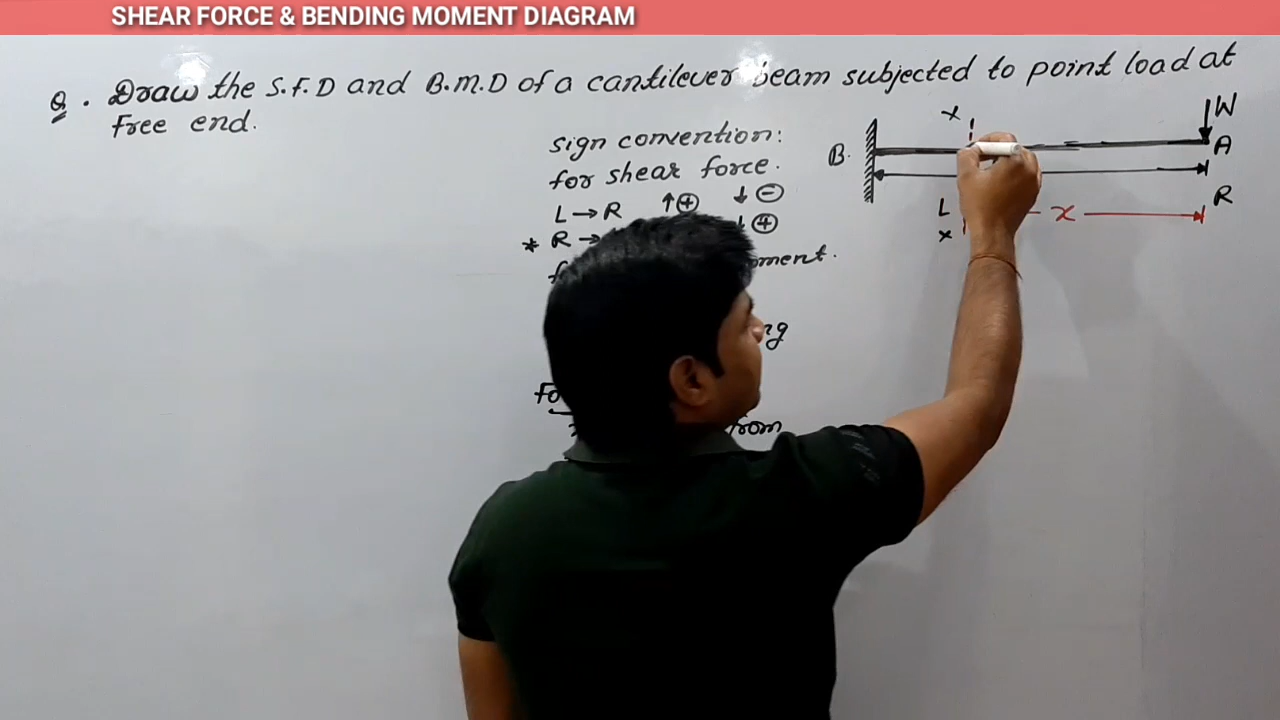 SHEAR FORCE & BENDING MOMENT DIAGRAM
Q. Draw the S.F.D and B.M.D of a cantilever beam subjected to point load at
free end.
sign convention:
for shear force.
L → R ↑ ⊕ ↓ ⊖
* R → ↓ ⊕
X
W
B.
A
L
R
x
x